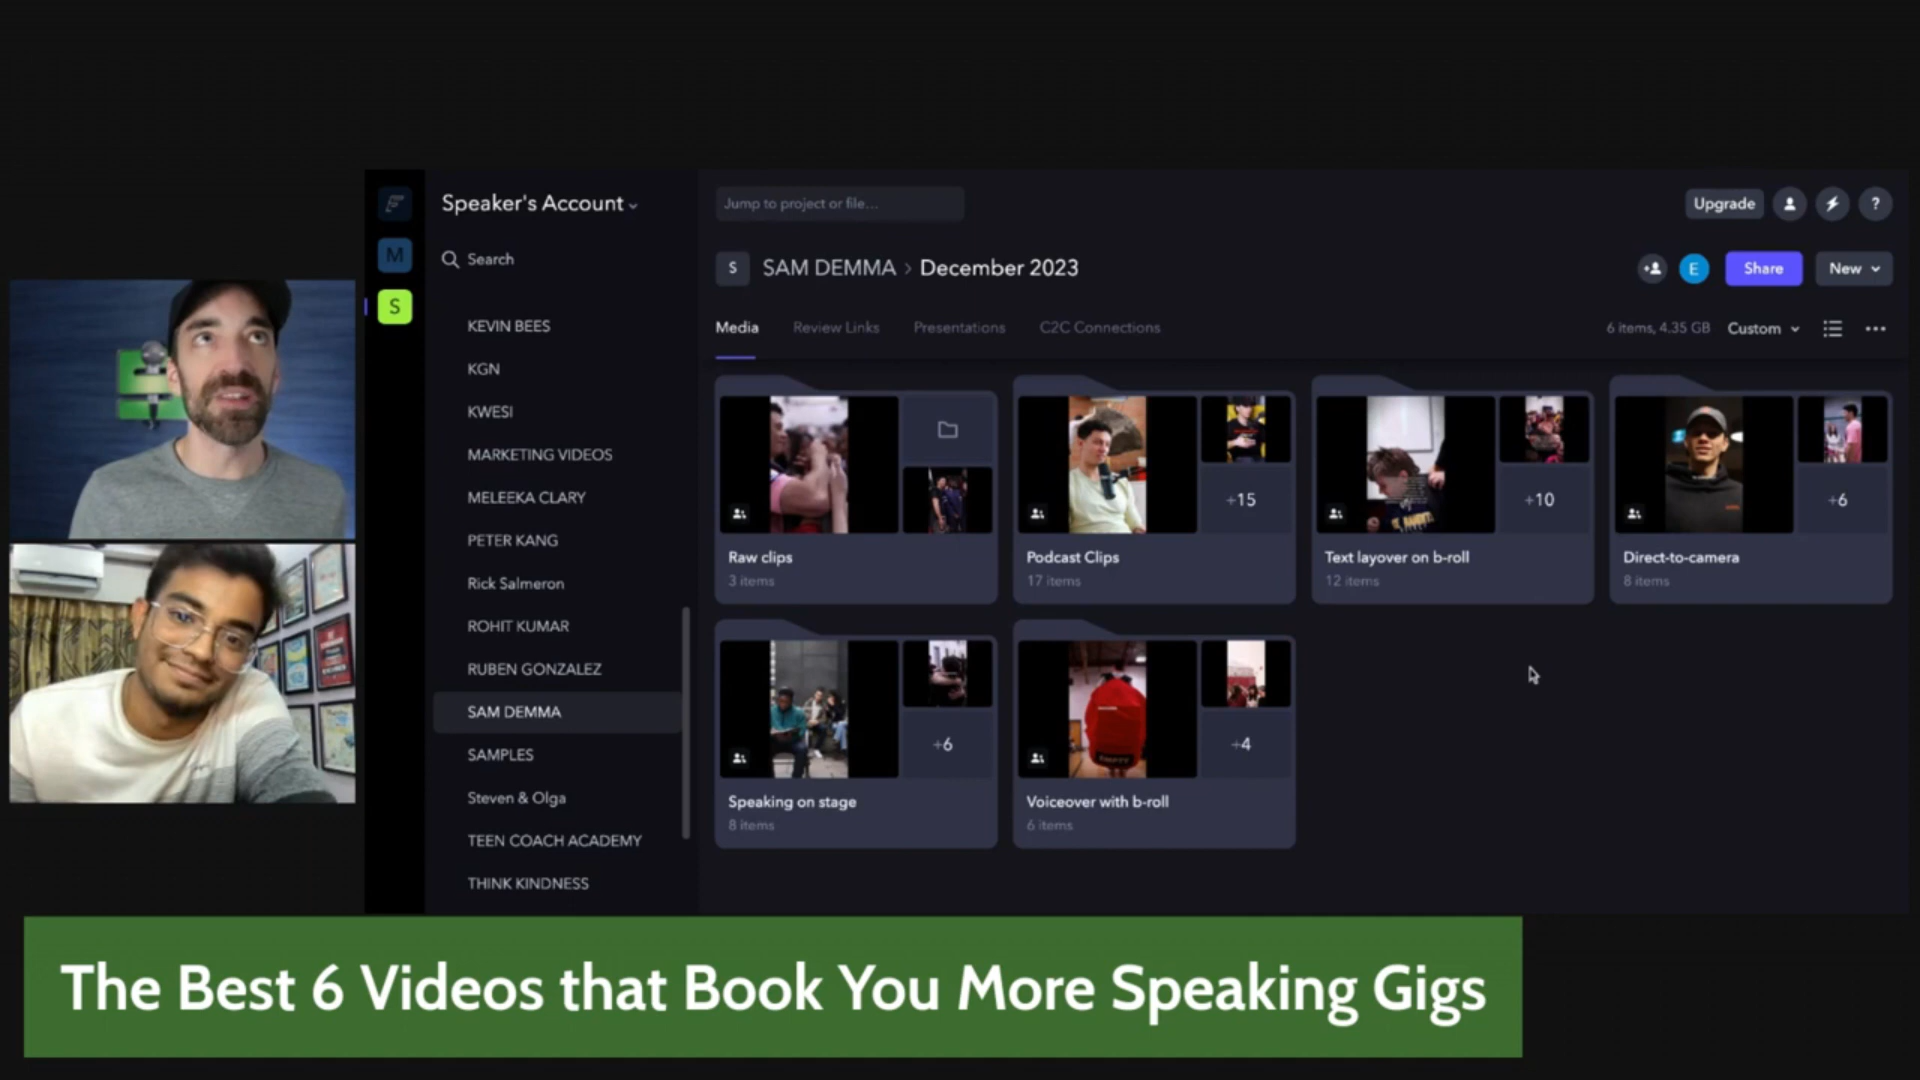 Speaker's Account
Jump to project or file...
Upgrade
?
M
S
Search
S
SAM DEMMA > December 2023
E
Share
New
Media
Review Links
Presentations
C2C Connections
6 items, 4.35 GB
Custom
KEVIN BEES
KGN
KWESI
MARKETING VIDEOS
MELEEKA CLARY
PETER KANG
Rick Salmeron
ROHIT KUMAR
RUBEN GONZALEZ
SAM DEMMA
SAMPLES
Steven & Olga
TEEN COACH ACADEMY
THINK KINDNESS
Raw clips
3 items
+15
Podcast Clips
17 items
+10
Text layover on b-roll
12 items
+6
Direct-to-camera
8 items
+6
Speaking on stage
8 items
+4
Voiceover with b-roll
6 items
The Best 6 Videos that Book You More Speaking Gigs